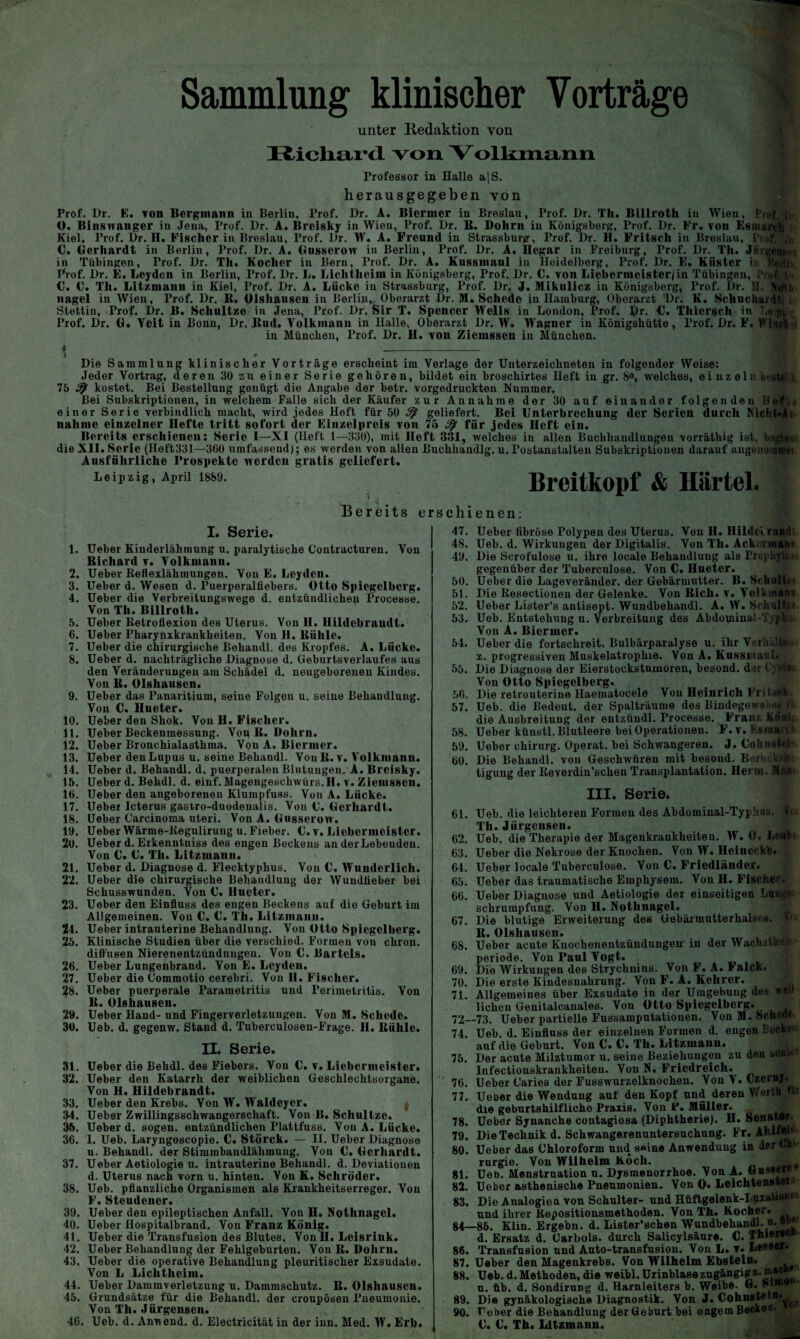 Sammlung klinischer Vorträge
unter Redaktion von
Richard von Volkmann
Professor in Halle a|S.
herausgegeben von
Prof. Dr. E. von Bergmann in Berlin, Prof. Dr. A. Biermer in Breslau, Prof. Dr. Th. Billroth in Wien,
O. Binswanger in Jena, Prof. Dr. A. Breisky in Wien, Prof. Dr. R. Dohrn in Königsberg, Prof. Dr. Fr. von Esmarch
Kiel, Prof. Dr. H. Fischer in Breslau, Prof. Dr. W. A. Freund in Strassburg, Prof. Dr. H. Fritsch in Breslau,
C. Gerhardt in Berlin, Prof. Dr. A. Gusserow in Berlin, Prof. Dr. A. Hegar in Freiburg, Prof. Dr. Th.
in Tübingen, Prof. Dr. Th. Kocher in Bern, Prof. Dr. A. Kussmaul in Heidelberg, Prof. Dr. E. Küster
Prof. Dr. E. Leyden in Berlin, Prof. Dr. L. Lichtheim in Königsberg, Prof. Dr. C. von Liebermeister in Tübingen,
C. C. Th. Litzmann in Kiel, Prof. Dr. A. Lücke in Strassburg, Prof. Dr. J. Mikulicz in Königsberg, Prof. Dr. H.
nagel in Wien, Prof. Dr. R. Olshausen in Berlin, Oberarzt Dr. M. Schede in Hamburg, Oberarzt Dr. K. Schuchardt
Stettin, Prof. Dr. B. Schultze in Jena, Prof. Dr. Sir T. Spencer Wells in London, Prof. Dr. C. Thiersch in
Prof. Dr. G. Veit in Bonn, Dr. Rud. Volkmann in Halle, Oberarzt Dr. W. Wagner in Königshütte, Prof. Dr. F.
in München, Prof. Dr. H. von Ziemssen in München.
Die Sammlung klinischer Vorträge erscheint im Verlage der Unterzeichneten in folgender Weise:
Jeder Vortrag, deren 30 zu einer Serie gehören, bildet ein broschirtes Heft in gr. 8°, welches, einzeln
75 ₰ kostet. Bei Bestellung genügt die Angabe der betr. vorgedruckten Nummer.
Bei Subskriptionen, in welchem Falle sich der Käufer zur Annahme der 30 auf einander folgenden
einer Serie verbindlich macht, wird jedes Heft für 50 ₰ geliefert. Bei Unterbrechung der Serien durch
nahme einzelner Hefte tritt sofort der Einzelpreis von 75 ₰ für jedes Heft ein.
Bereits erschienen: Serie I—XI (Heft 1—330), mit Heft 331, welches in allen Buchhandlungen vorräthig ist,
die XII. Serie (Heft 331—360 umfassend); es werden von allen Buchhandlg. u. Postanstalten Subskriptionen darauf
Ausführliche Prospekte werden gratis geliefert.
Leipzig, April 1889.
Breitkopf & Härtel.
Bereits erschienen:
I. Serie.
1. Ueber Kinderlähmung u. paralytische Contracturen. Von
Richard v. Volkmann.
2. Ueber Reflexlähmungen. Von E. Leyden.
3. Ueber d. Wesen d. Puerperalfiebers. Otto Spiegelberg.
4. Ueber die Verbreitungswege d. entzündlichen Processe.
Von Th. Billroth.
5. Ueber Retroflexion des Uterus. Von H. Hildebrandt.
6. Ueber Pharynxkrankheiten. Von H. Rühle.
7. Ueber die chirurgische Behandl. des Kropfes. A. Lücke.
8. Ueber d. nachträgliche Diagnose d. Geburtsverlaufes aus
den Veränderungen am Schädel d. neugeborenen Kindes.
Von R. Olshausen.
9. Ueber das Panaritium, seine Folgen u. seine Behandlung.
Von C. Hueter.
10. Ueber den Shok. Von H. Fischer.
11. Ueber Beckenmessung. Von R. Dohrn.
12. Ueber Bronchialasthma. Von A. Biermer.
13. Ueber den Lupus u. seine Behandl. Von R. v. Volkmann.
14. Ueber d. Behandl. d. puerperalen Blutungen. A. Breisky.
15. Ueber d. Behdl. d. einf. Magengeschwürs. H. v. Ziemssen.
16. Ueber den angeborenen Klumpfuss. Von A. Lücke.
17. Ueber Icterus gastro-duodenalis. Von C. Gerhardt.
18. Ueber Carcinoma uteri. Von A. Gusserow.
19. Ueber Wärme-Regulirung u. Fieber. C. v. Liebermeister.
20. Ueber d. Erkenntniss des engen Beckens an der Lebenden.
Von C. C. Th. Litzmann.
21. Ueber d. Diagnose d. Flecktyphus. Von C. Wunderlich.
22. Ueber die chirurgische Behandlung der Wundfieber bei
Schusswunden. Von C. Hueter.
23. Ueber den Einfluss des engen Beckens auf die Geburt im
Allgemeinen. Von C. C. Th. Litzmann.
24. Ueber intrauterine Behandlung. Von Otto Spiegelberg.
25. Klinische Studien über die verschied. Formen von chron.
diffusen Nierenentzündungen. Von C. Bartels.
26. Ueber Lungenbrand. Von E. Leyden.
27. Ueber die Commotio cerebri. Von H. Fischer.
28. Ueber puerperale Parametritis und Perimetritis. Von
R. Olshausen.
29. Ueber Hand- und Fingerverletzungen. Von M. Schede.
30. Ueb. d. gegenw. Stand d. Tuberculosen-Frage. H. Rühle.
II. Serie.
31. Ueber die Behdl. des Fiebers. Von C. v. Liebermeister.
32. Ueber den Katarrh der weiblichen Geschlechtsorgane.
Von H. Hildebrandt.
33. Ueber den Krebs. Von W. Waldeyer.
34. Ueber Zwillingsschwangerschaft. Von B. Schultze.
35. Ueber d. sogen. entzündlichen Plattfuss. Von A. Lücke.
36. I. Ueb. Laryngoscopie. C. Störck. — II. Ueber Diagnose
u. Behandl. der Stimmbandlähmung. Von C. Gerhardt.
37. Ueber Aetiologie u. intrauterine Behandl. d. Deviationen
d. Uterus nach vorn u. hinten. Von K. Schröder.
38. Ueb. pflanzliche Organismen als Krankheitserreger. Von
F. Steudener.
39. Ueber den epileptischen Anfall. Von H. Nothnagel.
40. Ueber Hospitalbrand. Von Franz König.
41. Ueber die Transfusion des Blutes. Von H. Leisrink.
42. Ueber Behandlung der Fehlgeburten. Von R. Dohrn.
43. Ueber die operative Behandlung pleuritischer Exsudate.
Von L Lichtheim.
44. Ueber Dammverletzung u. Dammschutz. R. Olshausen.
45. Grundsätze für die Behandl. der croupösen Pneumonie.
Von Th. Jürgensen.
46. Ueb. d. Anwend. d. Electricität in der inn. Med. W. Erb.
47. Ueber fibröse Polypen des Uterus. Von H.
48. Ueb. d. Wirkungen der Digitalis. Von Th.
49. Die Scrofulose u. ihre locale Behandlung als
gegenüber der Tuberculose. Von C. Hueter.
50. Ueber die Lageveränder. der Gebärmutter. B.
51. Die Resectionen der Gelenke. Von Rich. v. Volkmann.
52. Ueber Lister's antisept. Wundbehandl. A. W.
53. Ueb. Entstehung u. Verbreitung des
Von A. Biermer.
54. Ueber die fortschreit. Bulbärparalyse u. ihr
z. progressiven Muskelatrophie. Von A. Kussmaul.
55. Die Diagnose der Eierstockstumoren, besond. der
Von Otto Spiegelberg.
56. Die retrouterine Haematocele Von Heinrich Fritsch.
57. Ueb. die Bedeut. der Spalträume des
die Ausbreitung der entzündl. Processe. Franz König.
58. Ueber künstl. Blutleere bei Operationen. F. v.
59. Ueber chirurg. Operat. bei Schwangeren. J.
60. Die Behandl. von Geschwüren mit besond.
tigung der Reverdin'schen Transplantation. Herm.
III. Serie.
61. Ueb. die leichteren Formen des Abdominal-Typhus.
Th. Jürgensen.
62. Ueb. die Therapie der Magenkrankheiten. W. O.
63. Ueber die Nekrose der Knochen. Von W. Heinecke.
64. Ueber locale Tuberculose. Von C. Friedländer.
65. Ueber das traumatische Emphysem. Von H. Fischer.
66. Ueber Diagnose und Aetiologie der einseitigen
schrumpfung. Von H. Nothnagel.
67. Die blutige Erweiterung des Gebärmutterhalses.
R. Olshausen.
68. Ueber acute Knochenentzündungen in der
periode. Von Paul Vogt.
69. Die Wirkungen des Strychnins. Von F. A. Falck.
70. Die erste Kindesnahrung. Von F. A. Kehrer.
71. Allgemeines über Exsudate in der Umgebung des
lichen Genitalcanales. Von Otto Spiegelberg.
72—73. Ueber partielle Fussamputationen. Von M. Schede.
74. Ueb. d. Einfluss der einzelnen Formen d. engen
auf die Geburt. Von C. C. Th. Litzmann.
75. Der acute Milztumor u. seine Beziehungen zu den
Infectionskrankheiten. Von N. Friedreich.
76. Ueber Caries der Fusswurzelknochen. Von V. Czerny.
77. Ueber die Wendung auf den Kopf und deren Werth
die geburtshilfliche Praxis. Von P. Müller.
78. Ueber Synanche contagiosa (Diphtherie). H. Senator.
79. Die Technik d. Schwangerenuntersuchung. Fr.
80. Ueber das Chloroform und seine Anwendung in der
rurgie. Von Wilhelm Koch.
81. Ueb. Menstruation u. Dysmenorrhoe. Von A.
82. Ueber asthenische Pneumonien. Von O.
83. Die Analogien von Schulter- und Hüftgelenk-
und ihrer Repositionsmethoden. Von Th. Kocher.
84—85. Klin. Ergebn. d. Lister'schen Wundbehandl. u.
d. Ersatz d. Carbols. durch Salicylsäure. C. Thiersch.
86. Transfusion und Auto-transfusion. Von L. v.
87. Ueber den Magenkrebs. Von Wilhelm Ebstein.
88. Ueb. d. Methoden, die weibl. Urinblase zugängig z.
u. üb. d. Sondirung d. Harnleiters b. Weibe. G. Simon.
89. Die gynäkologische Diagnostik. Von J. Cohnstein.
90. Ueber die Behandlung der Geburt bei engem Becken.
C. C. Th. Litzmann.